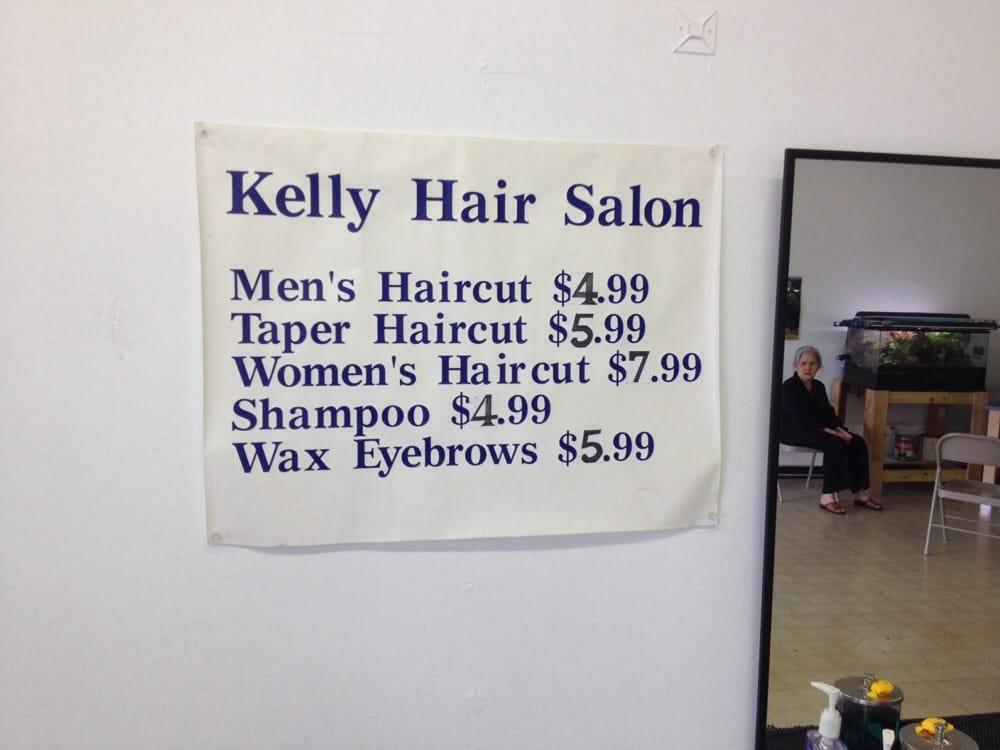 Kelly Hair Salon
Men's Haircut $4.99
Taper Haircut $5.99
Women's Haircut $7.99
Shampoo $4.99
Wax Eyebrows $5.99